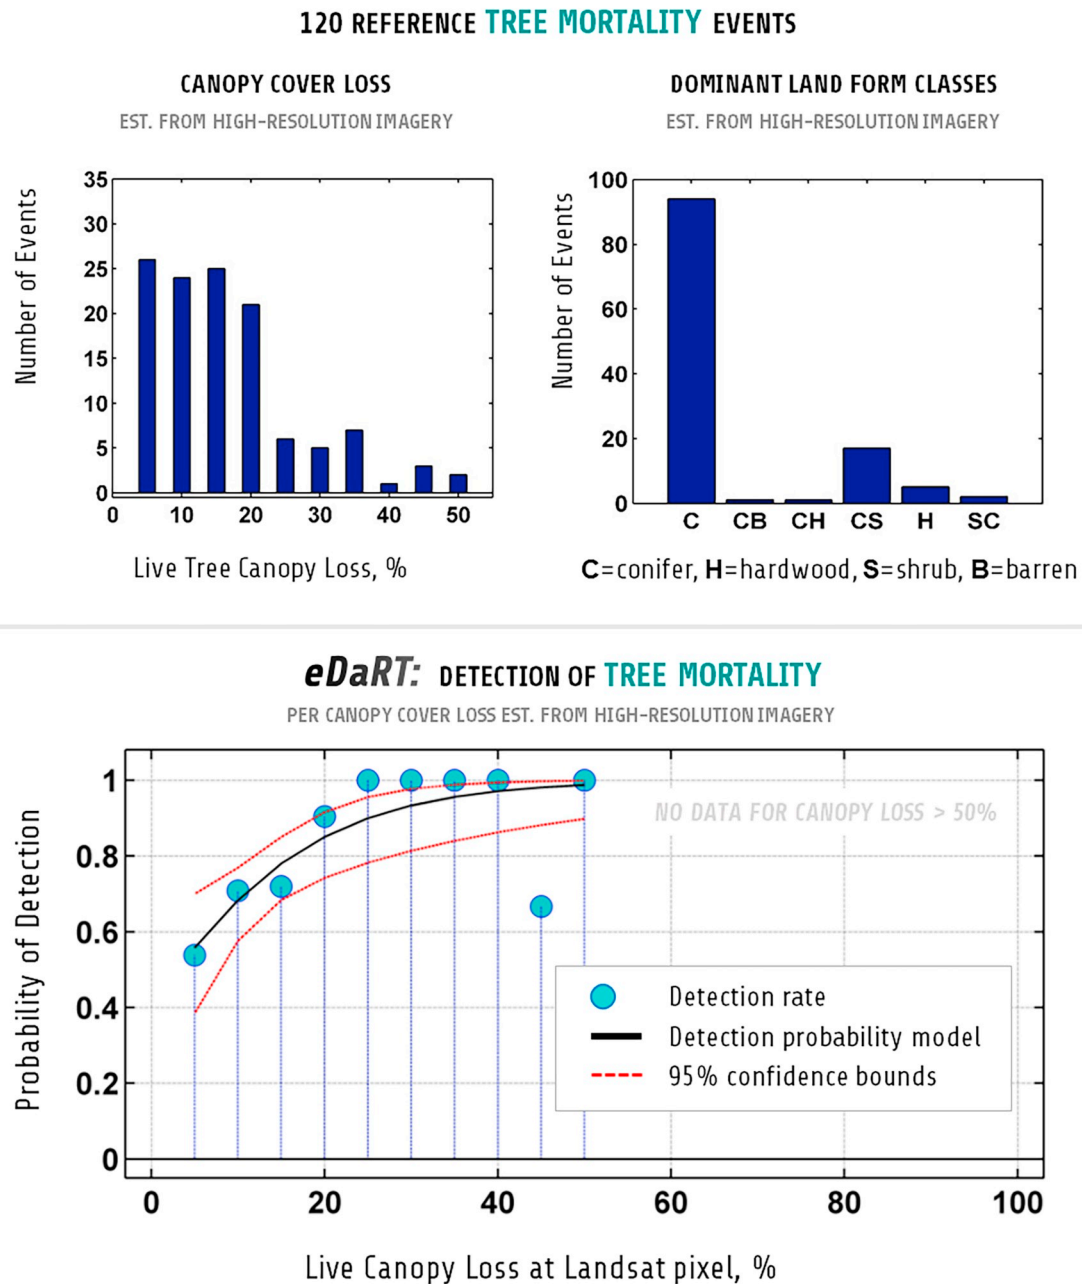 120 REFERENCE TREE MORTALITY EVENTS
CANOPY COVER LOSS
EST. FROM HIGH-RESOLUTION IMAGERY
35
30
25
20
15
10
5
0
Number of Events
0 10 20 30 40 50
Live Tree Canopy Loss, %
DOMINANT LAND FORM CLASSES
EST. FROM HIGH-RESOLUTION IMAGERY
100
80
60
40
20
0
Number of Events
C CB CH CS H SC
C=conifer, H=hardwood, S=shrub, B=barren
eDaRT: DETECTION OF TREE MORTALITY
PER CANOPY COVER LOSS EST. FROM HIGH-RESOLUTION IMAGERY
1
0.8
0.6
0.4
0.2
0
Probability of Detection
NO DATA FOR CANOPY LOSS > 50%
Detection rate
Detection probability model
95% confidence bounds
0 20 40 60 80 100
Live Canopy Loss at Landsat pixel, %